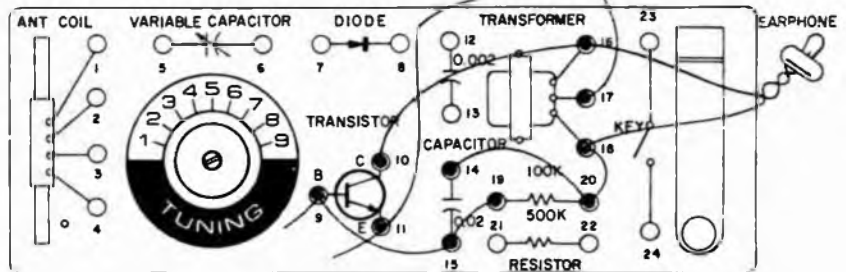 ANT COIL VARIABLE CAPACITOR DIODE TRANSFORMER 23 EARPHONE
1 5 6 7 8 12 16
0.002
2 13 17
1 2 3 4 5 6 7 8 9
TRANSISTOR
CAPACITOR 18 KEY
C 10 14 100K
3 B 19 20
9 500K
4 E 11 0.02 21 22
TUNING 15 RESISTOR 24